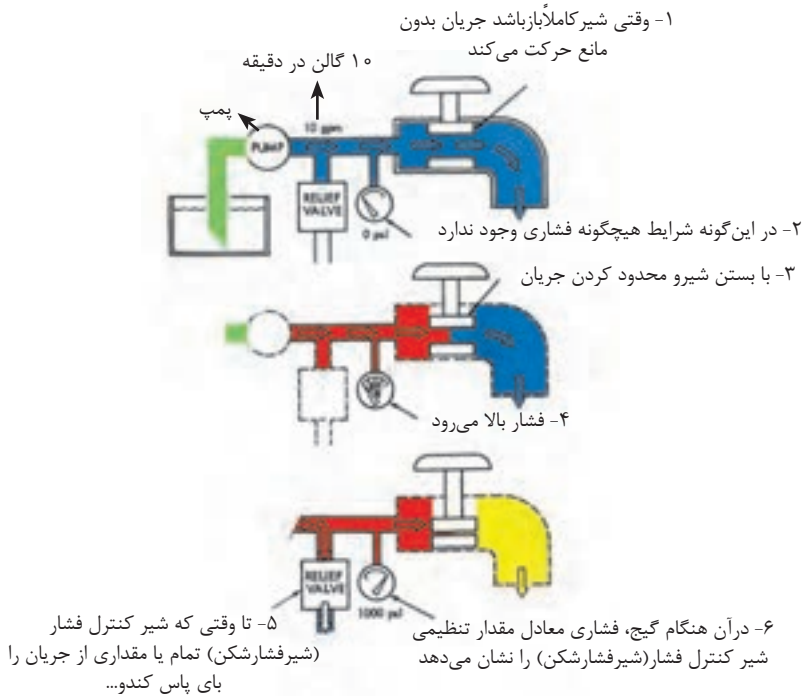 ۱- وقتی شیرکاملاًبازباشد جریان بدون
مانع حرکت می‌کند
۱۰ گالن در دقیقه
پمپ
10 gpm
PUMP
RELIEF
VALVE
0 psi
۲- در این‌گونه شرایط هیچگونه فشاری وجود ندارد
۳- با بستن شیرو محدود کردن جریان
۴- فشار بالا می‌رود
RELIEF
VALVE
1000 psi
۵- تا وقتی که شیر کنترل فشار
(شیرفشارشکن) تمام یا مقداری از جریان را
بای پاس کندو...
۶- درآن هنگام گیج، فشاری معادل مقدار تنظیمی
شیر کنترل فشار(شیرفشارشکن) را نشان می‌دهد